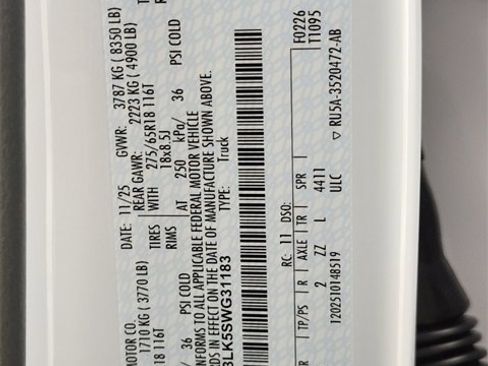 MOTOR CO.
DATE: 11/25 GVWR: 3787 KG ( 8350 LB)
1710 KG ( 3770 LB) REAR GAWR: 2223 KG ( 4900 LB)
TIRES WITH 275/65R18 116T
18 116T RIMS 18x8.5J
/ 36 PSI COLD AT 250 kPa/ 36 PSI COLD
NFORMS TO ALL APPLICABLE FEDERAL MOTOR VEHICLE
RDS IN EFFECT ON THE DATE OF MANUFACTURE SHOWN ABOVE.
BLK5SWG31183 TYPE: Truck
F0226
T1095
RC: 11 DSO:
R TP/PS R AXLE TR SPR
2 ZZ L 4411
1202510148519 ULC ▽ RU5A-3520472-AB